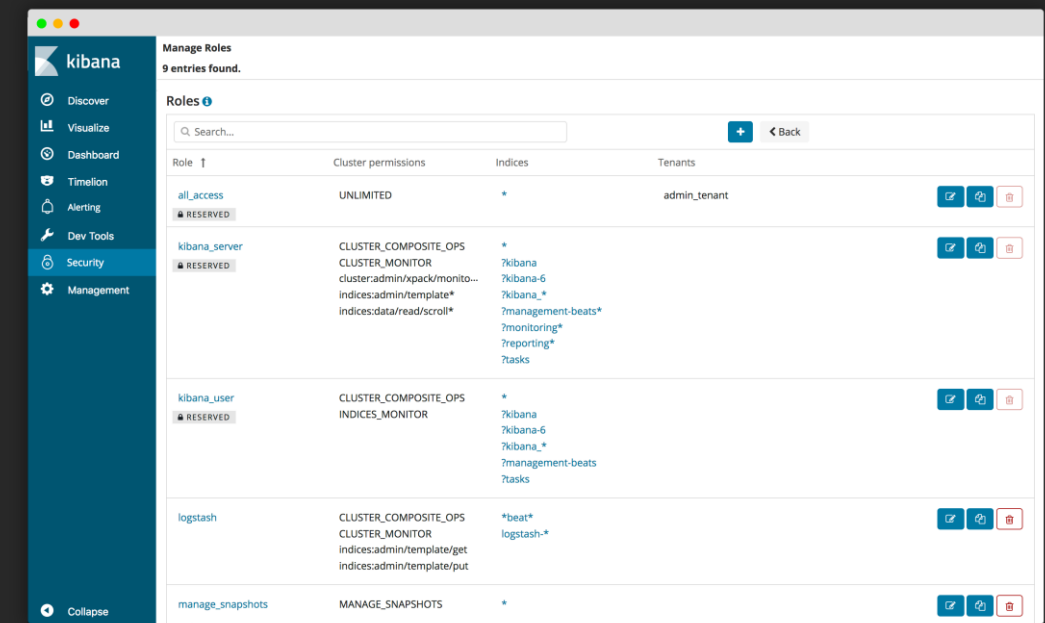 kibana
Discover
Visualize
Dashboard
Timelion
Alerting
Dev Tools
Security
Management
Collapse
Manage Roles
9 entries found.
Roles
Search...
Back
Role Cluster permissions Indices Tenants
all_access UNLIMITED * admin_tenant
RESERVED
kibana_server CLUSTER_COMPOSITE_OPS *
RESERVED CLUSTER_MONITOR ?kibana
cluster:admin/xpack/monito... ?kibana-6
indices:admin/template* ?kibana_*
indices:data/read/scroll* ?management-beats*
?monitoring*
?reporting*
?tasks
kibana_user CLUSTER_COMPOSITE_OPS *
RESERVED INDICES_MONITOR ?kibana
?kibana-6
?kibana_*
?management-beats
?tasks
logstash CLUSTER_COMPOSITE_OPS *beat*
CLUSTER_MONITOR logstash-*
indices:admin/template/get
indices:admin/template/put
manage_snapshots MANAGE_SNAPSHOTS *